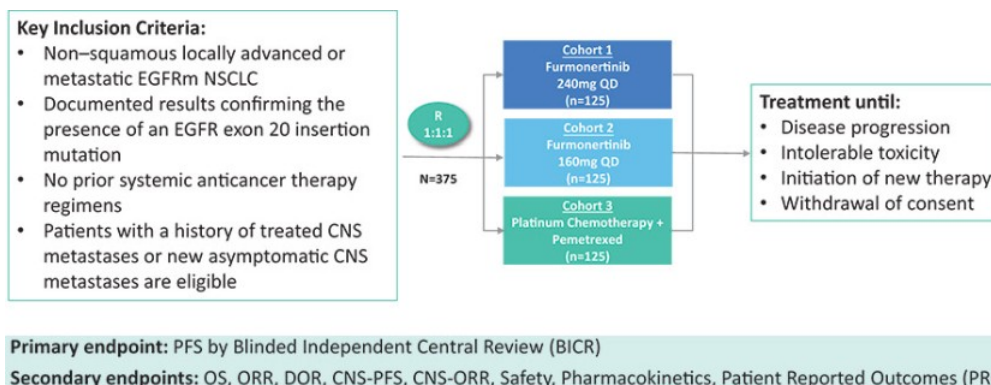 Key Inclusion Criteria:
• Non–squamous locally advanced or
metastatic EGFRm NSCLC
• Documented results confirming the
presence of an EGFR exon 20 insertion
mutation
• No prior systemic anticancer therapy
regimens
• Patients with a history of treated CNS
metastases or new asymptomatic CNS
metastases are eligible
R
1:1:1
N=375
Cohort 1
Furmonertinib
240mg QD
(n=125)
Cohort 2
Furmonertinib
160mg QD
(n=125)
Cohort 3
Platinum Chemotherapy +
Pemetrexed
(n=125)
Treatment until:
• Disease progression
• Intolerable toxicity
• Initiation of new therapy
• Withdrawal of consent
Primary endpoint: PFS by Blinded Independent Central Review (BICR)
Secondary endpoints: OS, ORR, DOR, CNS-PFS, CNS-ORR, Safety, Pharmacokinetics, Patient Reported Outcomes (PR